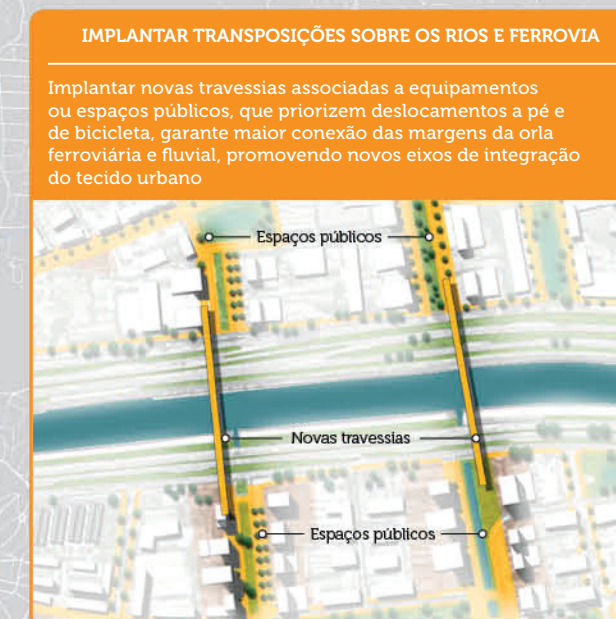 IMPLANTAR TRANSPOSIÇÕES SOBRE OS RIOS E FERROVIA
Implantar novas travessias associadas a equipamentos
ou espaços públicos, que priorizem deslocamentos a pé e
de bicicleta, garante maior conexão das margens da orla
ferroviária e fluvial, promovendo novos eixos de integração
do tecido urbano
Espaços públicos
Novas travessias
Espaços públicos